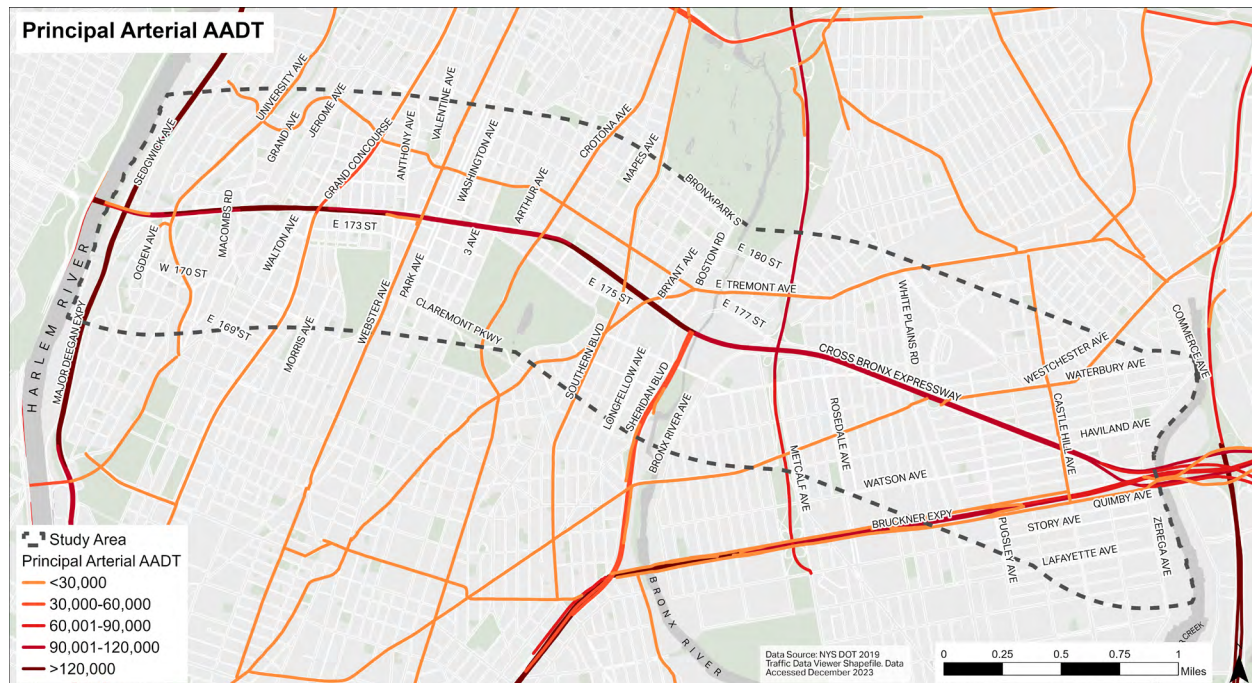 Principal Arterial AADT
UNIVERSITY AVE
GRAND AVE
JEROME AVE
SEDGWICK AVE
GRAND CONCOURSE
ANTHONY AVE
VALENTINE AVE
WASHINGTON AVE
CROTONA AVE
MAPES AVE
ARTHUR AVE
BRONX PARK S
MACOMBS RD
OGDEN AVE
WALTON AVE
E 173 ST
3 AVE
W 170 ST
PARK AVE
E 175 ST
BRYANT AVE
BOSTON RD
E 180 ST
E TREMONT AVE
E 177 ST
WHITE PLAINS RD
COMMERCE AVE
HARLEM RIVER
MAJOR DEEGAN EXPY
E 169 ST
MORRIS AVE
WEBSTER AVE
CLAREMONT PKWY
SOUTHERN BLVD
LONGFELLOW AVE
SHERIDAN BLVD
BRONX RIVER AVE
CROSS BRONX EXPRESSWAY
WESTCHESTER AVE
WATERBURY AVE
ROSEDALE AVE
CASTLE HILL AVE
HAVILAND AVE
METCALF AVE
WATSON AVE
BRUCKNER EXPY
QUIMBY AVE
PUGSLEY AVE
STORY AVE
LAFAYETTE AVE
ZEREGA AVE
BRONX RIVER
CREEK
Study Area
Principal Arterial AADT
<30,000
30,000-60,000
60,001-90,000
90,001-120,000
>120,000
Data Source: NYS DOT 2019
Traffic Data Viewer Shapefile. Data
Accessed December 2023
0 0.25 0.5 0.75 1
Miles